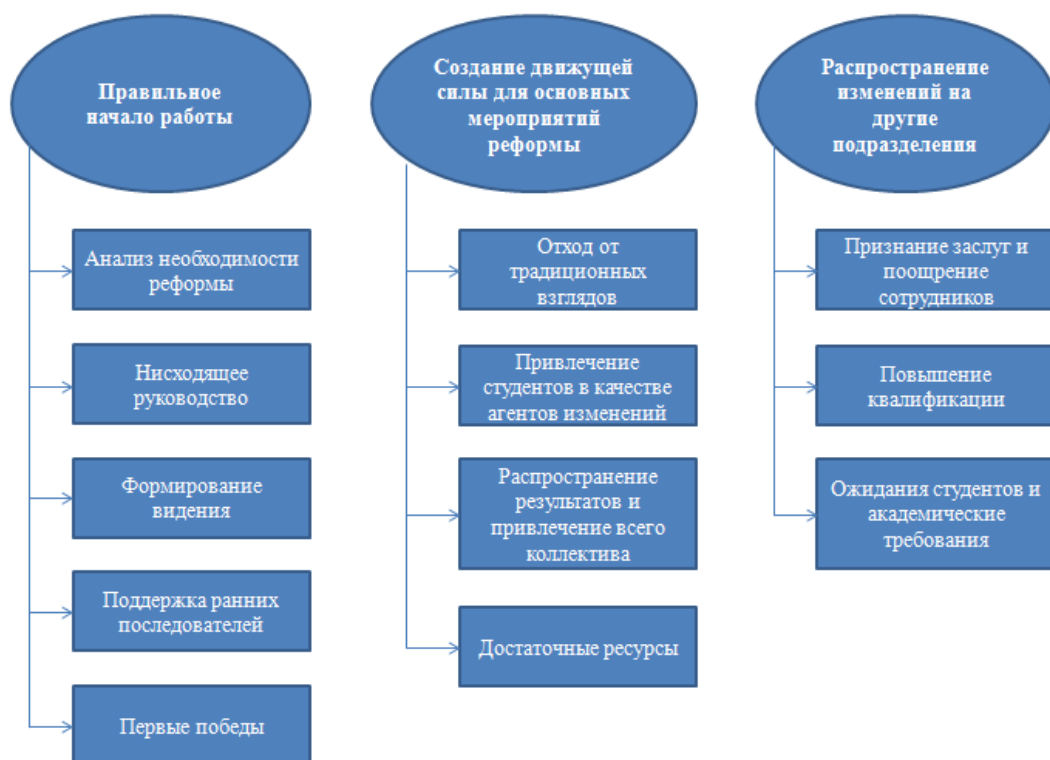 Правильное
начало работы
Анализ необходимости
реформы
Нисходящее
руководство
Формирование
видения
Поддержка ранних
последователей
Первые победы
Создание движущей
силы для основных
мероприятий
реформы
Отход от
традиционных
взглядов
Привлечение
студентов в качестве
агентов изменений
Распространение
результатов и
привлечение всего
коллектива
Достаточные ресурсы
Распространение
изменений на
другие
подразделения
Признание заслуг и
поощрение
сотрудников
Повышение
квалификации
Ожидания студентов и
академические
требования